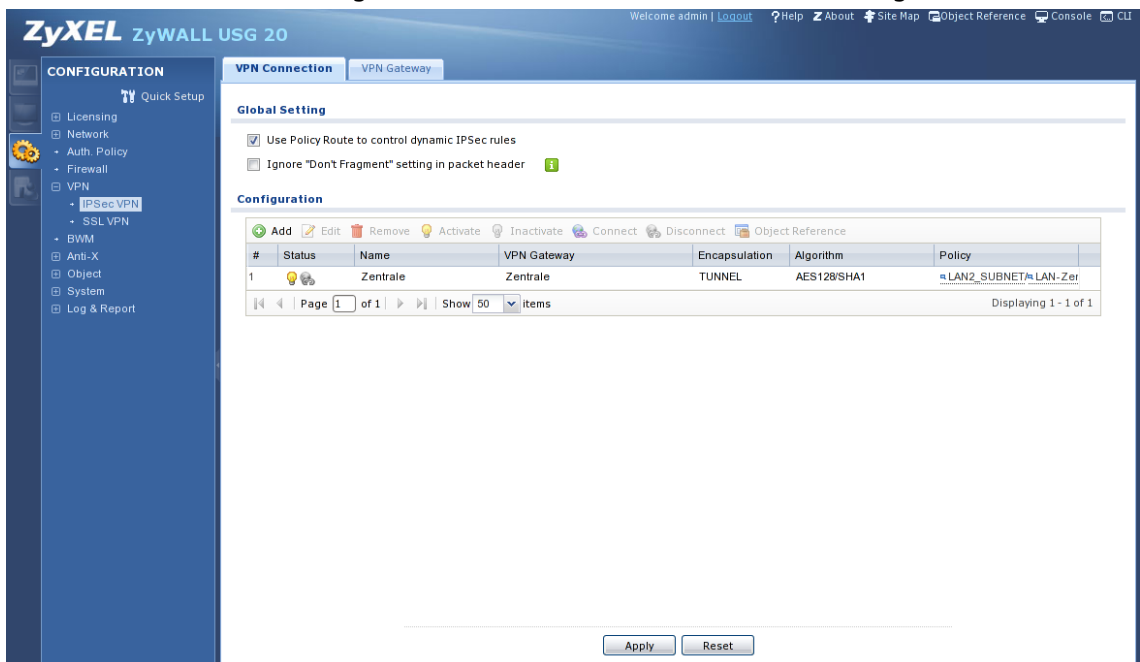 Welcome admin | Logout ?Help Z About Site Map Object Reference Console CLI
ZyXEL ZyWALL USG 20
CONFIGURATION
Quick Setup
Licensing
Network
Auth. Policy
Firewall
VPN
IPSec VPN
SSL VPN
BWM
Anti-X
Object
System
Log & Report
VPN Connection VPN Gateway
Global Setting
Use Policy Route to control dynamic IPSec rules
Ignore "Don't Fragment" setting in packet header
Configuration
Add Edit Remove Activate Inactivate Connect Disconnect Object Reference
# Status Name VPN Gateway Encapsulation Algorithm Policy
1 Zentrale Zentrale TUNNEL AES128/SHA1 LAN2_SUBNET/ LAN-Zer
Page 1 of 1 Show 50 items Displaying 1 - 1 of 1
Apply Reset